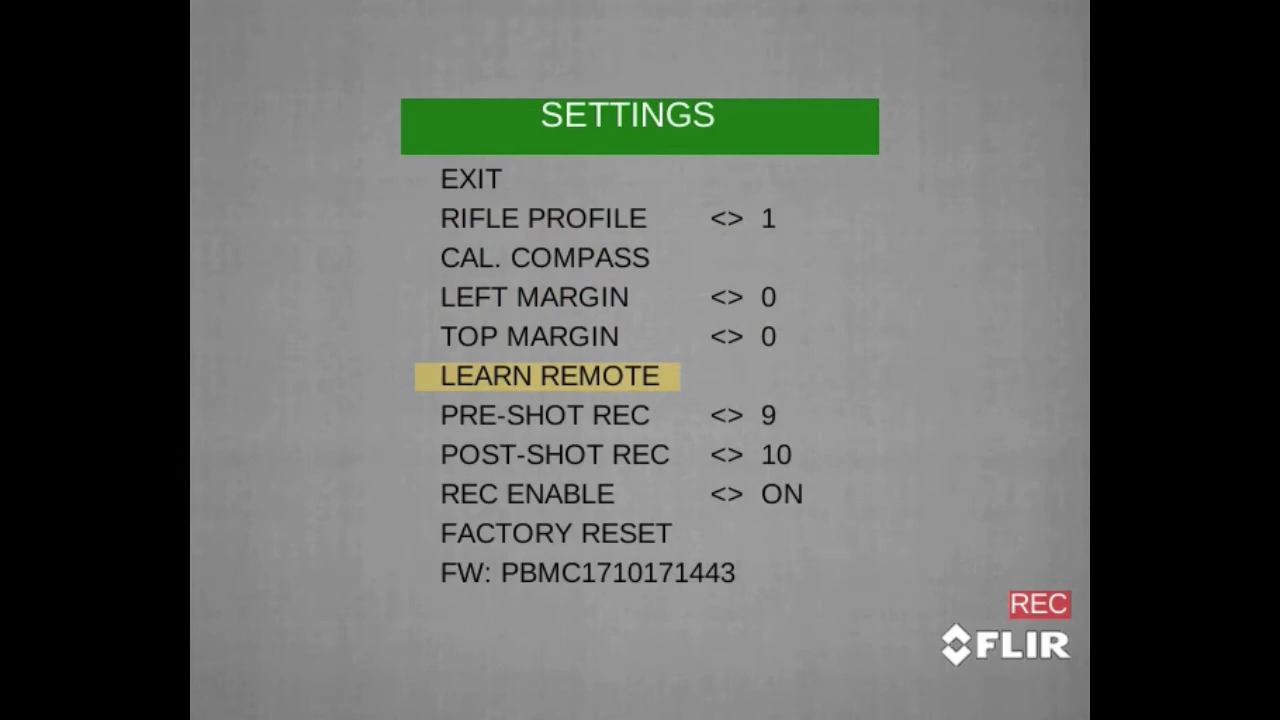 SETTINGS
EXIT
RIFLE PROFILE <> 1
CAL. COMPASS
LEFT MARGIN <> 0
TOP MARGIN <> 0
LEARN REMOTE
PRE-SHOT REC <> 9
POST-SHOT REC <> 10
REC ENABLE <> ON
FACTORY RESET
FW: PBMC1710171443
REC
FLIR